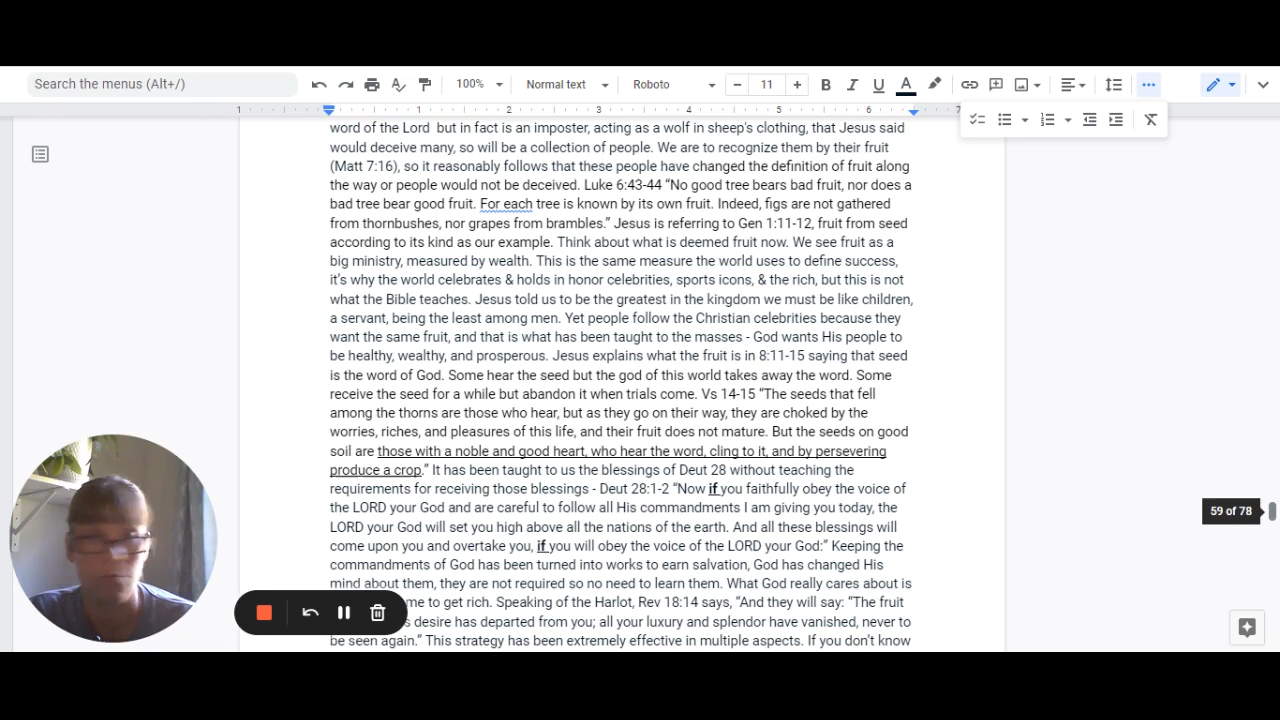 Search the menus (Alt+/)
100%
Normal text
Roboto
11
B I U A
1 1 2 3 4 5 6 7
word of the Lord  but in fact is an imposter, acting as a wolf in sheep's clothing, that Jesus said
would deceive many, so will be a collection of people. We are to recognize them by their fruit
(Matt 7:16), so it reasonably follows that these people have changed the definition of fruit along
the way or people would not be deceived. Luke 6:43-44 “No good tree bears bad fruit, nor does a
bad tree bear good fruit. For each tree is known by its own fruit. Indeed, figs are not gathered
from thornbushes, nor grapes from brambles.” Jesus is referring to Gen 1:11-12, fruit from seed
according to its kind as our example. Think about what is deemed fruit now. We see fruit as a
big ministry, measured by wealth. This is the same measure the world uses to define success,
it’s why the world celebrates & holds in honor celebrities, sports icons, & the rich, but this is not
what the Bible teaches. Jesus told us to be the greatest in the kingdom we must be like children,
a servant, being the least among men. Yet people follow the Christian celebrities because they
want the same fruit, and that is what has been taught to the masses - God wants His people to
be healthy, wealthy, and prosperous. Jesus explains what the fruit is in 8:11-15 saying that seed
is the word of God. Some hear the seed but the god of this world takes away the word. Some
receive the seed for a while but abandon it when trials come. Vs 14-15 “The seeds that fell
among the thorns are those who hear, but as they go on their way, they are choked by the
worries, riches, and pleasures of this life, and their fruit does not mature. But the seeds on good
soil are those with a noble and good heart, who hear the word, cling to it, and by persevering
produce a crop.” It has been taught to us the blessings of Deut 28 without teaching the
requirements for receiving those blessings - Deut 28:1-2 “Now if you faithfully obey the voice of
the LORD your God and are careful to follow all His commandments I am giving you today, the
LORD your God will set you high above all the nations of the earth. And all these blessings will
come upon you and overtake you, if you will obey the voice of the LORD your God:” Keeping the
commandments of God has been turned into works to earn salvation, God has changed His
mind about them, they are not required so no need to learn them. What God really cares about is
me to get rich. Speaking of the Harlot, Rev 18:14 says, “And they will say: “The fruit
s desire has departed from you; all your luxury and splendor have vanished, never to
be seen again.” This strategy has been extremely effective in multiple aspects. If you don’t know
59 of 78